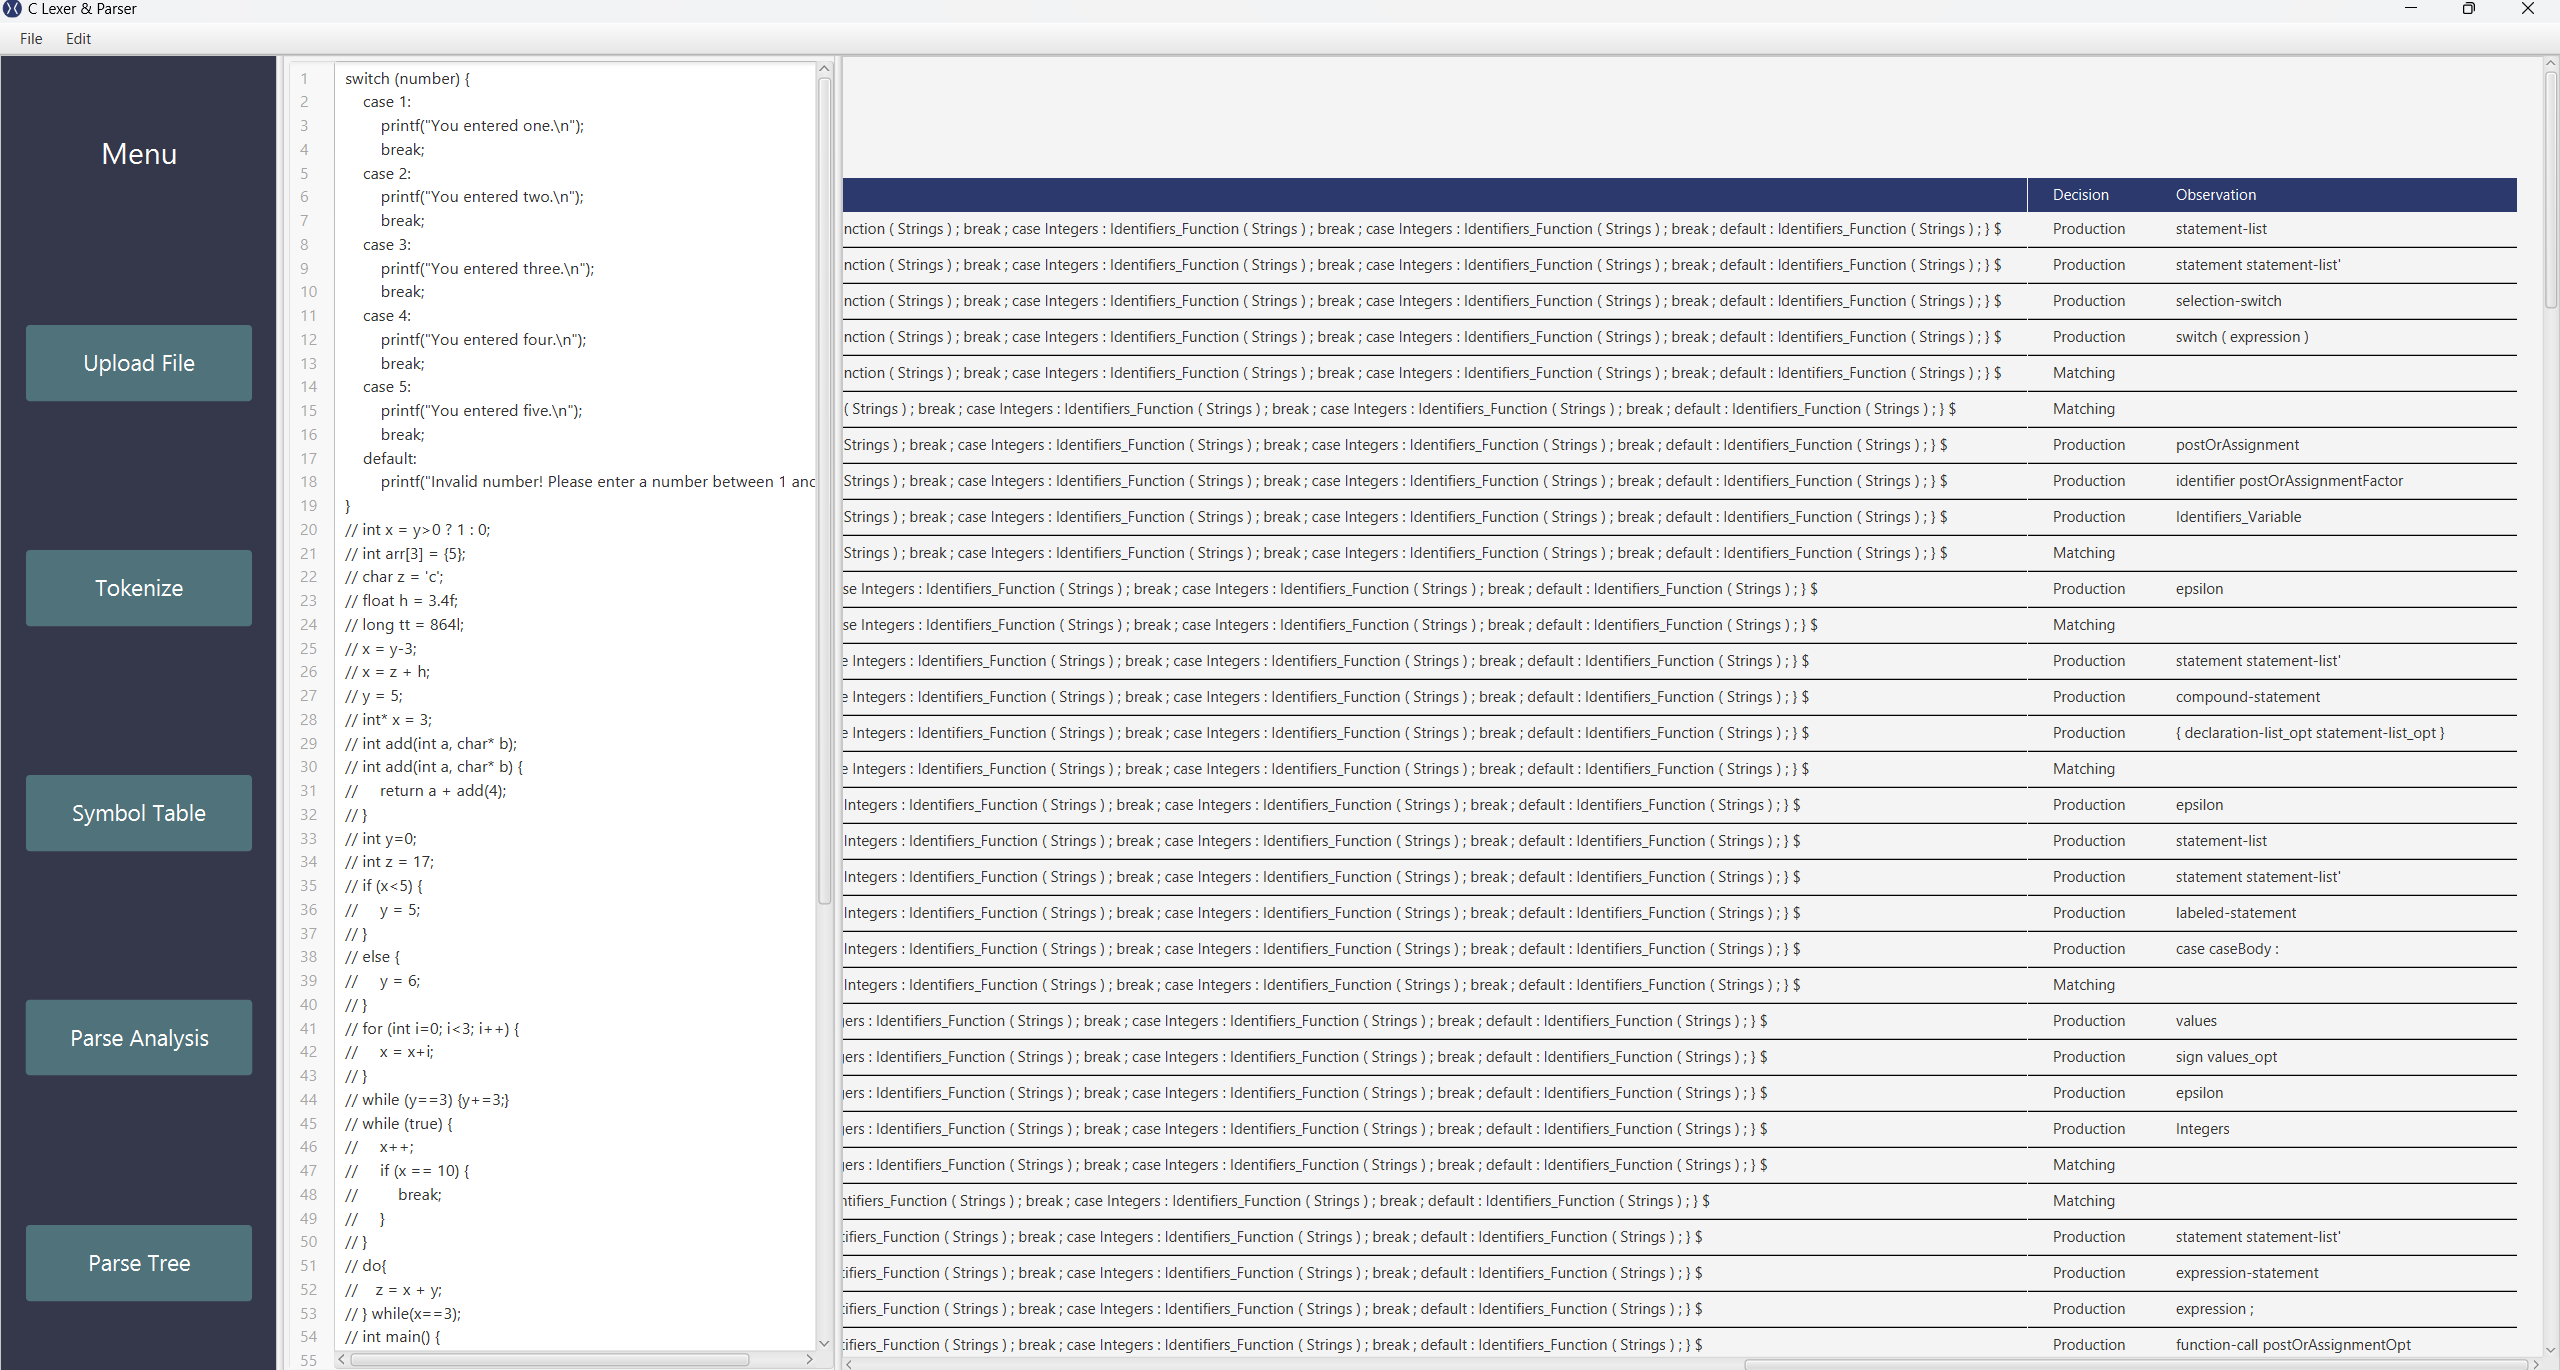 C Lexer & Parser
File Edit
Menu
Upload File
Tokenize
Symbol Table
Parse Analysis
Parse Tree
1 switch (number) {
2 case 1:
3 printf("You entered one.\n");
4 break;
5 case 2:
6 printf("You entered two.\n");
7 break;
8 case 3:
9 printf("You entered three.\n");
10 break;
11 case 4:
12 printf("You entered four.\n");
13 break;
14 case 5:
15 printf("You entered five.\n");
16 break;
17 default:
18 printf("Invalid number! Please enter a number between 1 and
19 }
20 // int x = y>0 ? 1 : 0;
21 // int arr[3] = {5};
22 // char z = 'c';
23 // float h = 3.4f;
24 // long tt = 864l;
25 // x = y-3;
26 // x = z + h;
27 // y = 5;
28 // int* x = 3;
29 // int add(int a, char* b);
30 // int add(int a, char* b) {
31 // return a + add(4);
32 // }
33 // int y=0;
34 // int z = 17;
35 // if (x<5) {
36 // y = 5;
37 // }
38 // else {
39 // y = 6;
40 // }
41 // for (int i=0; i<3; i++) {
42 // x = x+i;
43 // }
44 // while (y==3) {y+=3;}
45 // while (true) {
46 // x++;
47 // if (x == 10) {
48 // break;
49 // }
50 // }
51 // do{
52 // z = x + y;
53 // } while(x==3);
54 // int main() {
55
Decision Observation
nction ( Strings ) ; break ; case Integers : Identifiers_Function ( Strings ) ; break ; case Integers : Identifiers_Function ( Strings ) ; break ; default : Identifiers_Function ( Strings ) ; } $ Production statement-list
nction ( Strings ) ; break ; case Integers : Identifiers_Function ( Strings ) ; break ; case Integers : Identifiers_Function ( Strings ) ; break ; default : Identifiers_Function ( Strings ) ; } $ Production statement statement-list'
nction ( Strings ) ; break ; case Integers : Identifiers_Function ( Strings ) ; break ; case Integers : Identifiers_Function ( Strings ) ; break ; default : Identifiers_Function ( Strings ) ; } $ Production selection-switch
nction ( Strings ) ; break ; case Integers : Identifiers_Function ( Strings ) ; break ; case Integers : Identifiers_Function ( Strings ) ; break ; default : Identifiers_Function ( Strings ) ; } $ Production switch ( expression )
nction ( Strings ) ; break ; case Integers : Identifiers_Function ( Strings ) ; break ; case Integers : Identifiers_Function ( Strings ) ; break ; default : Identifiers_Function ( Strings ) ; } $ Matching
( Strings ) ; break ; case Integers : Identifiers_Function ( Strings ) ; break ; case Integers : Identifiers_Function ( Strings ) ; break ; default : Identifiers_Function ( Strings ) ; } $ Matching
Strings ) ; break ; case Integers : Identifiers_Function ( Strings ) ; break ; case Integers : Identifiers_Function ( Strings ) ; break ; default : Identifiers_Function ( Strings ) ; } $ Production postOrAssignment
Strings ) ; break ; case Integers : Identifiers_Function ( Strings ) ; break ; case Integers : Identifiers_Function ( Strings ) ; break ; default : Identifiers_Function ( Strings ) ; } $ Production identifier postOrAssignmentFactor
Strings ) ; break ; case Integers : Identifiers_Function ( Strings ) ; break ; case Integers : Identifiers_Function ( Strings ) ; break ; default : Identifiers_Function ( Strings ) ; } $ Production Identifiers_Variable
Strings ) ; break ; case Integers : Identifiers_Function ( Strings ) ; break ; case Integers : Identifiers_Function ( Strings ) ; break ; default : Identifiers_Function ( Strings ) ; } $ Matching
se Integers : Identifiers_Function ( Strings ) ; break ; case Integers : Identifiers_Function ( Strings ) ; break ; default : Identifiers_Function ( Strings ) ; } $ Production epsilon
se Integers : Identifiers_Function ( Strings ) ; break ; case Integers : Identifiers_Function ( Strings ) ; break ; default : Identifiers_Function ( Strings ) ; } $ Matching
e Integers : Identifiers_Function ( Strings ) ; break ; case Integers : Identifiers_Function ( Strings ) ; break ; default : Identifiers_Function ( Strings ) ; } $ Production statement statement-list'
e Integers : Identifiers_Function ( Strings ) ; break ; case Integers : Identifiers_Function ( Strings ) ; break ; default : Identifiers_Function ( Strings ) ; } $ Production compound-statement
e Integers : Identifiers_Function ( Strings ) ; break ; case Integers : Identifiers_Function ( Strings ) ; break ; default : Identifiers_Function ( Strings ) ; } $ Production { declaration-list_opt statement-list_opt }
e Integers : Identifiers_Function ( Strings ) ; break ; case Integers : Identifiers_Function ( Strings ) ; break ; default : Identifiers_Function ( Strings ) ; } $ Matching
Integers : Identifiers_Function ( Strings ) ; break ; case Integers : Identifiers_Function ( Strings ) ; break ; default : Identifiers_Function ( Strings ) ; } $ Production epsilon
Integers : Identifiers_Function ( Strings ) ; break ; case Integers : Identifiers_Function ( Strings ) ; break ; default : Identifiers_Function ( Strings ) ; } $ Production statement-list
Integers : Identifiers_Function ( Strings ) ; break ; case Integers : Identifiers_Function ( Strings ) ; break ; default : Identifiers_Function ( Strings ) ; } $ Production statement statement-list'
Integers : Identifiers_Function ( Strings ) ; break ; case Integers : Identifiers_Function ( Strings ) ; break ; default : Identifiers_Function ( Strings ) ; } $ Production labeled-statement
Integers : Identifiers_Function ( Strings ) ; break ; case Integers : Identifiers_Function ( Strings ) ; break ; default : Identifiers_Function ( Strings ) ; } $ Production case caseBody :
Integers : Identifiers_Function ( Strings ) ; break ; case Integers : Identifiers_Function ( Strings ) ; break ; default : Identifiers_Function ( Strings ) ; } $ Matching
ers : Identifiers_Function ( Strings ) ; break ; case Integers : Identifiers_Function ( Strings ) ; break ; default : Identifiers_Function ( Strings ) ; } $ Production values
ers : Identifiers_Function ( Strings ) ; break ; case Integers : Identifiers_Function ( Strings ) ; break ; default : Identifiers_Function ( Strings ) ; } $ Production sign values_opt
ers : Identifiers_Function ( Strings ) ; break ; case Integers : Identifiers_Function ( Strings ) ; break ; default : Identifiers_Function ( Strings ) ; } $ Production epsilon
ers : Identifiers_Function ( Strings ) ; break ; case Integers : Identifiers_Function ( Strings ) ; break ; default : Identifiers_Function ( Strings ) ; } $ Production Integers
ers : Identifiers_Function ( Strings ) ; break ; case Integers : Identifiers_Function ( Strings ) ; break ; default : Identifiers_Function ( Strings ) ; } $ Matching
ntifiers_Function ( Strings ) ; break ; case Integers : Identifiers_Function ( Strings ) ; break ; default : Identifiers_Function ( Strings ) ; } $ Matching
tifiers_Function ( Strings ) ; break ; case Integers : Identifiers_Function ( Strings ) ; break ; default : Identifiers_Function ( Strings ) ; } $ Production statement statement-list'
tifiers_Function ( Strings ) ; break ; case Integers : Identifiers_Function ( Strings ) ; break ; default : Identifiers_Function ( Strings ) ; } $ Production expression-statement
tifiers_Function ( Strings ) ; break ; case Integers : Identifiers_Function ( Strings ) ; break ; default : Identifiers_Function ( Strings ) ; } $ Production expression ;
tifiers_Function ( Strings ) ; break ; case Integers : Identifiers_Function ( Strings ) ; break ; default : Identifiers_Function ( Strings ) ; } $ Production function-call postOrAssignmentOpt